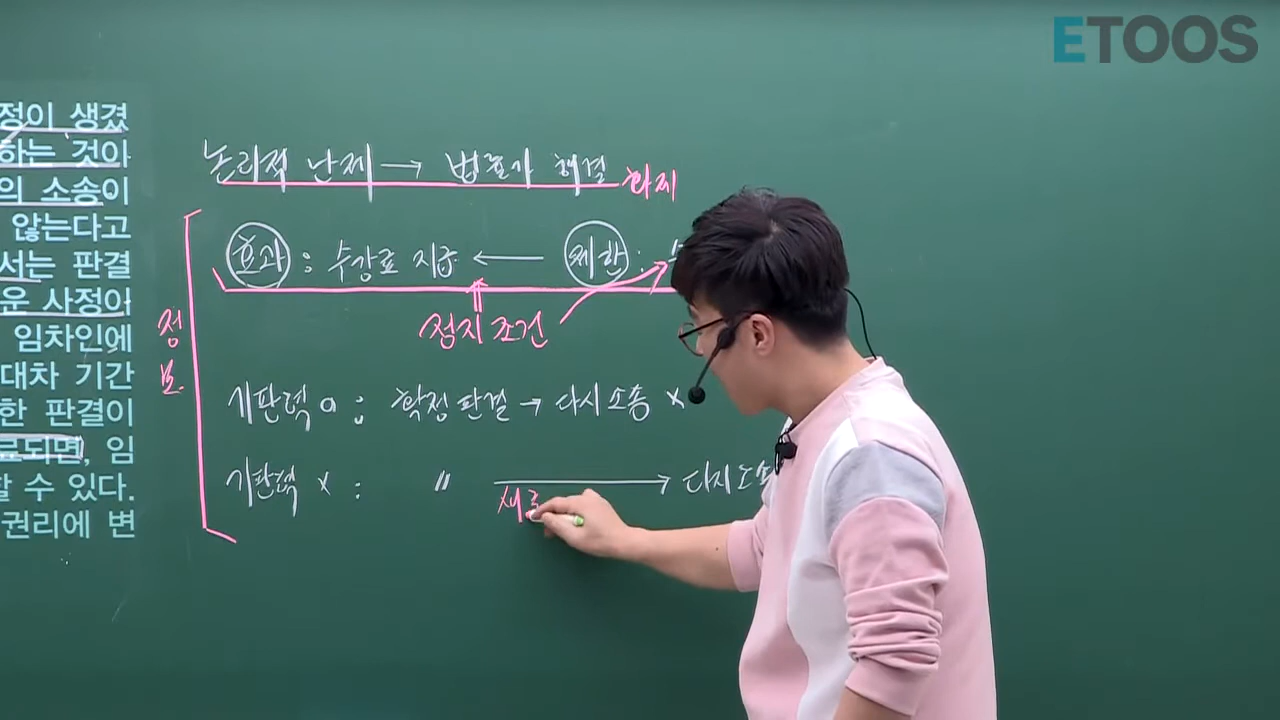 ETOOS
정이 생겼
하는 것이
의 소송이
않는다고
서는 판결
운 사정이
임차인에
대차 기간
한 판결이
료되면, 임
할 수 있다.
권리에 변
논리적 난제 → 법률가 해결 화제
정보
효과 : 수강료 지급 ← 제한 :
정지 조건
기판력 o : 확정 판결 → 다시 소송 ×
기판력 × : 〃 → 다시 소송
새로